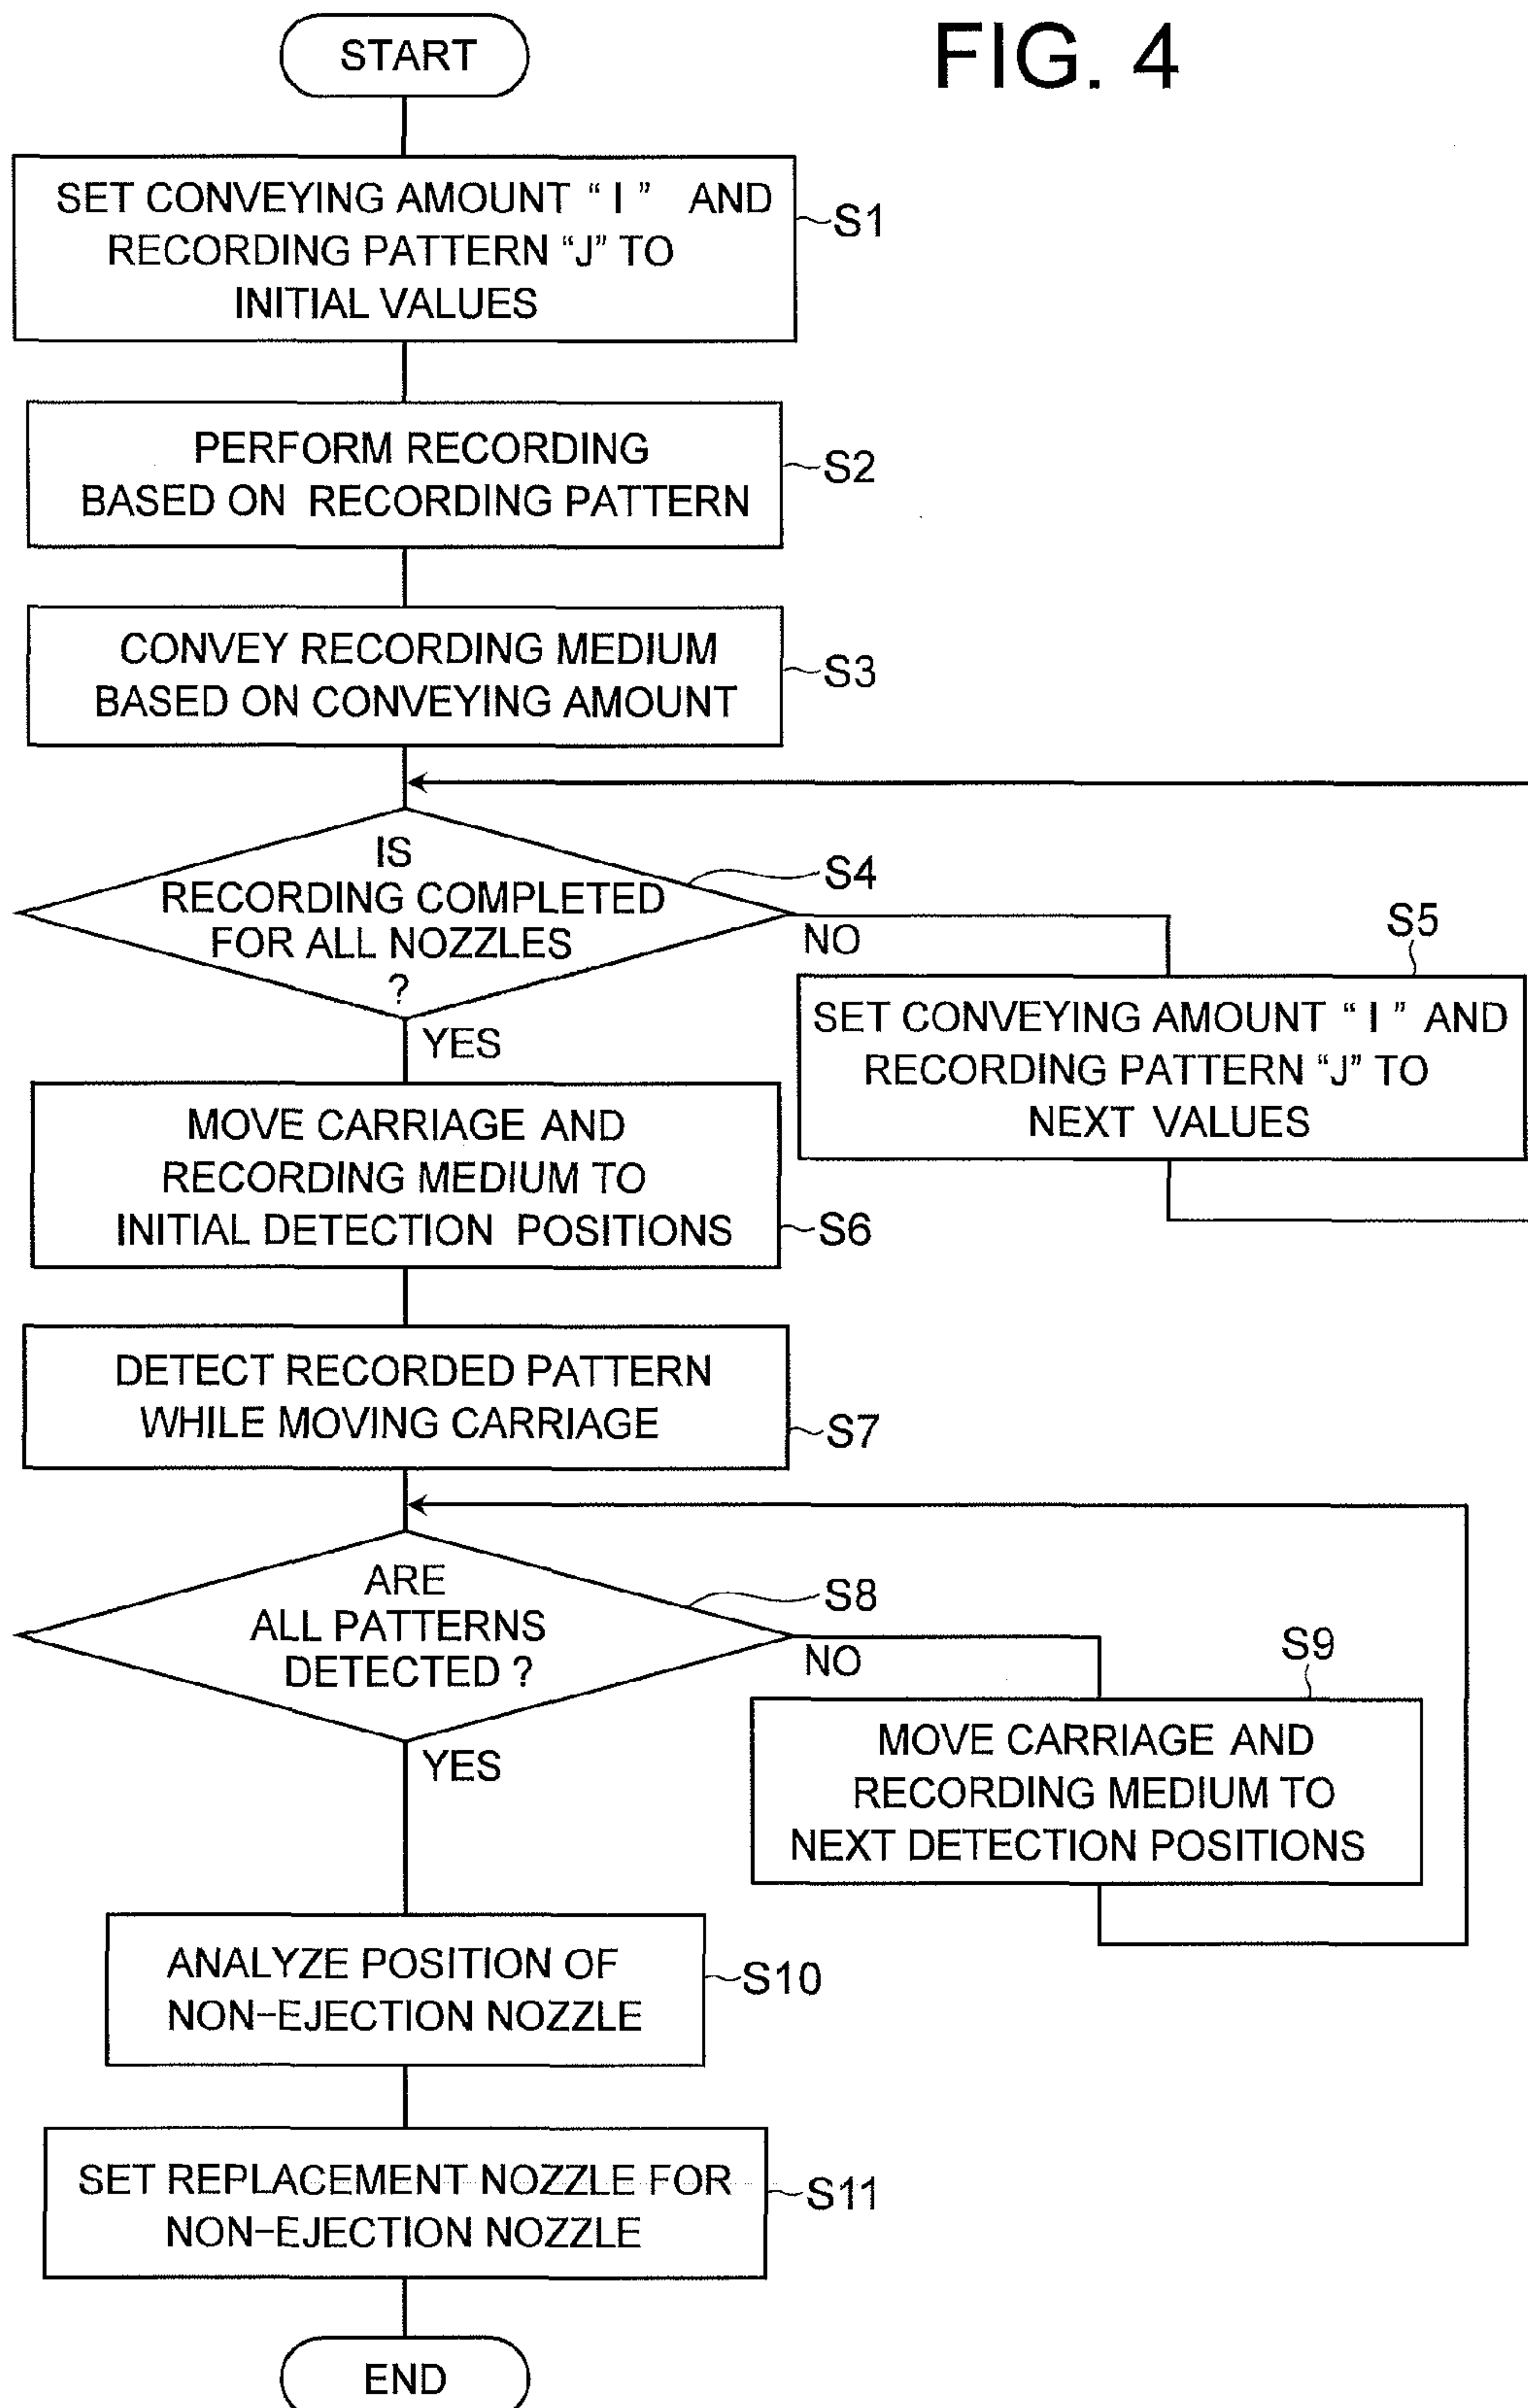 FIG. 4
START
SET CONVEYING AMOUNT “ I ” AND
RECORDING PATTERN “J” TO
INITIAL VALUES
S1
PERFORM RECORDING
BASED ON RECORDING PATTERN
S2
CONVEY RECORDING MEDIUM
BASED ON CONVEYING AMOUNT
S3
IS
RECORDING COMPLETED
FOR ALL NOZZLES
?
S4
NO
YES
S5
SET CONVEYING AMOUNT “ I ” AND
RECORDING PATTERN “J” TO
NEXT VALUES
MOVE CARRIAGE AND
RECORDING MEDIUM TO
INITIAL DETECTION POSITIONS
S6
DETECT RECORDED PATTERN
WHILE MOVING CARRIAGE
S7
ARE
ALL PATTERNS
DETECTED ?
S8
NO
YES
S9
MOVE CARRIAGE AND
RECORDING MEDIUM TO
NEXT DETECTION POSITIONS
ANALYZE POSITION OF
NON-EJECTION NOZZLE
S10
SET REPLACEMENT NOZZLE FOR
NON-EJECTION NOZZLE
S11
END